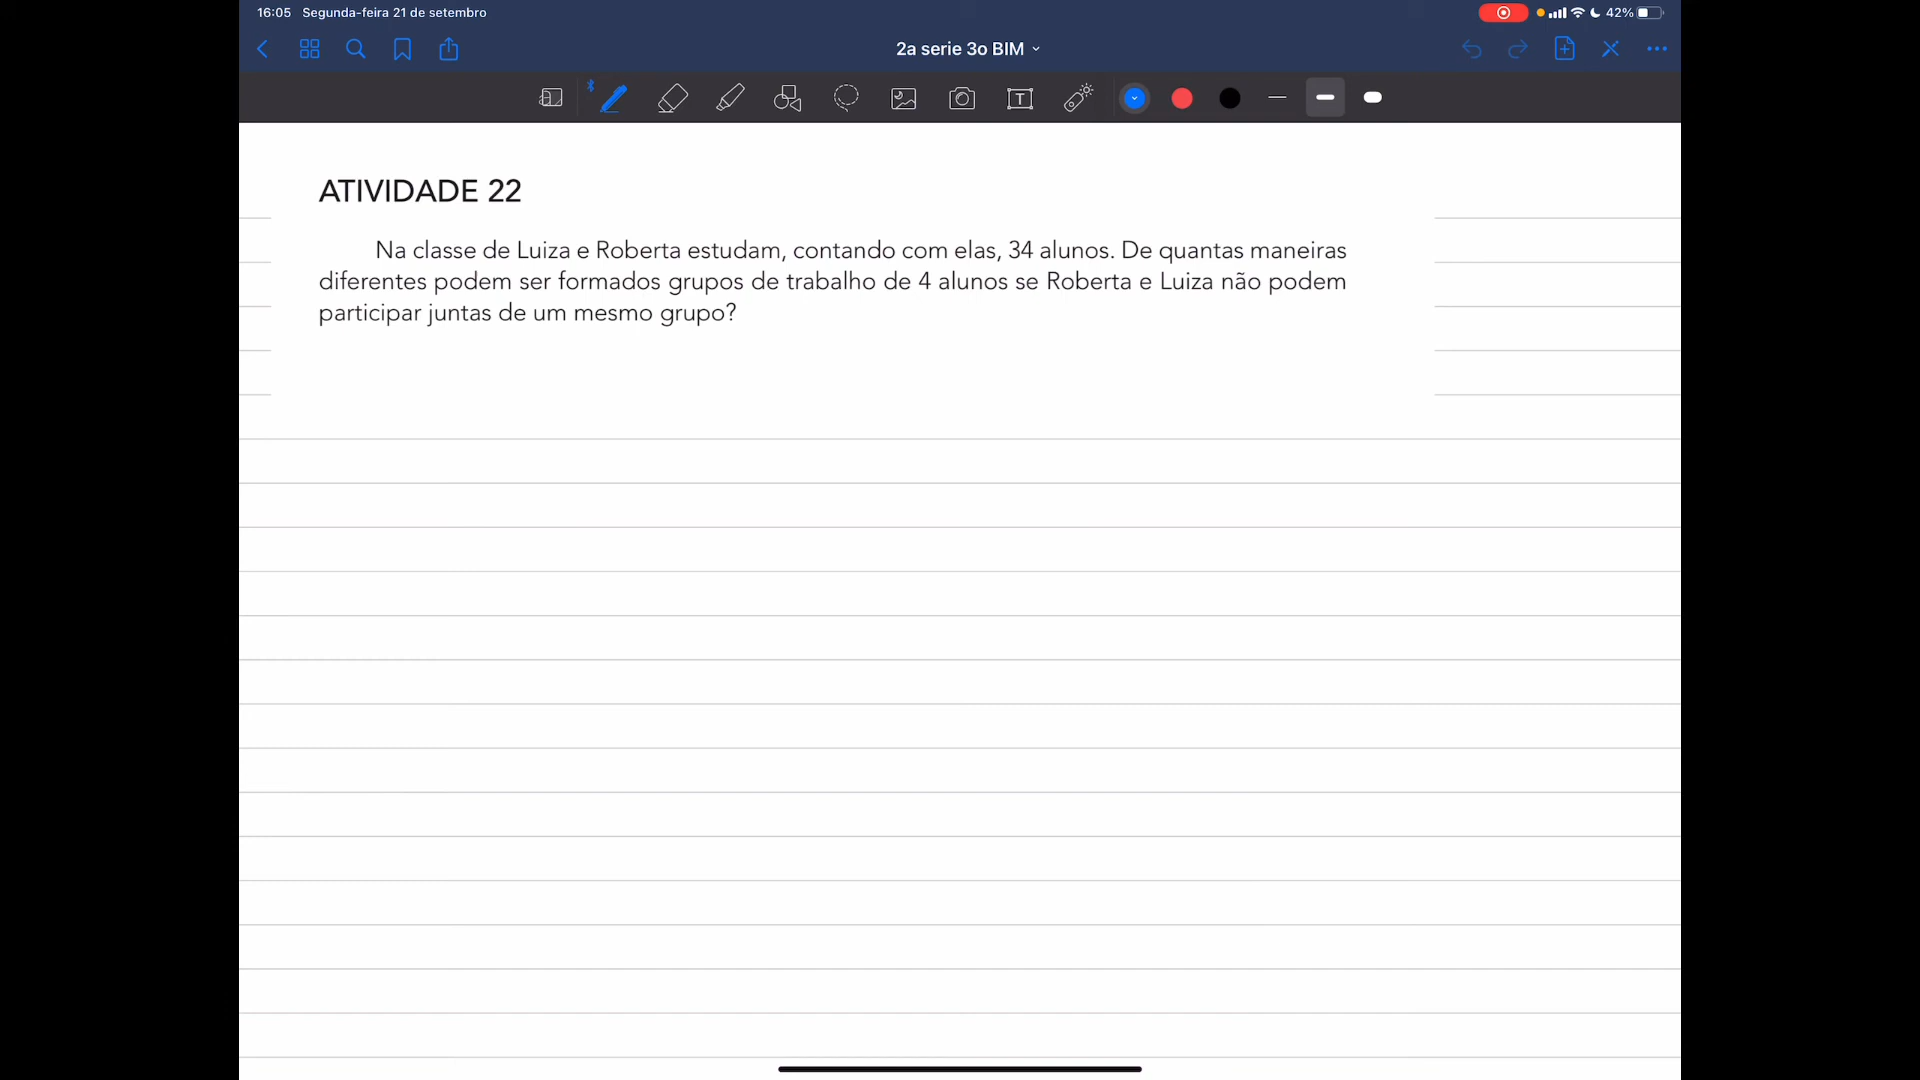 16:05 Segunda-feira 21 de setembro
42%
2a serie 3o BIM
ATIVIDADE 22
Na classe de Luiza e Roberta estudam, contando com elas, 34 alunos. De quantas maneiras
diferentes podem ser formados grupos de trabalho de 4 alunos se Roberta e Luiza não podem
participar juntas de um mesmo grupo?